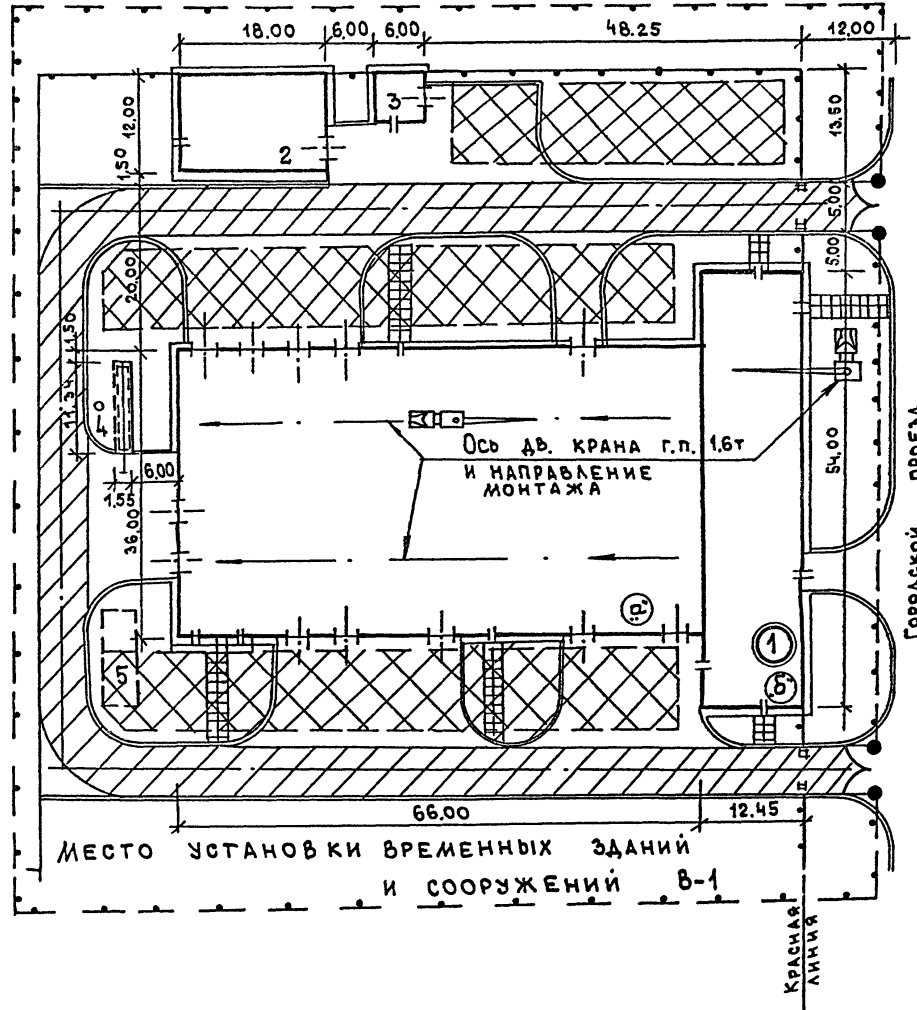 18.00
6.00
6.00
48.25
12.00
12.00
3
13.50
2
1.50
5.00
5.00
20.00
1.50
11.34
4
Ось дв. крана г.п. 1.6т
и направление
монтажа
54.00
Городской проезд
6.00
1.55
36.00
"а"
1
5
"б"
66.00
12.45
Место установки временных зданий
и сооружений В-1
Красная
линия